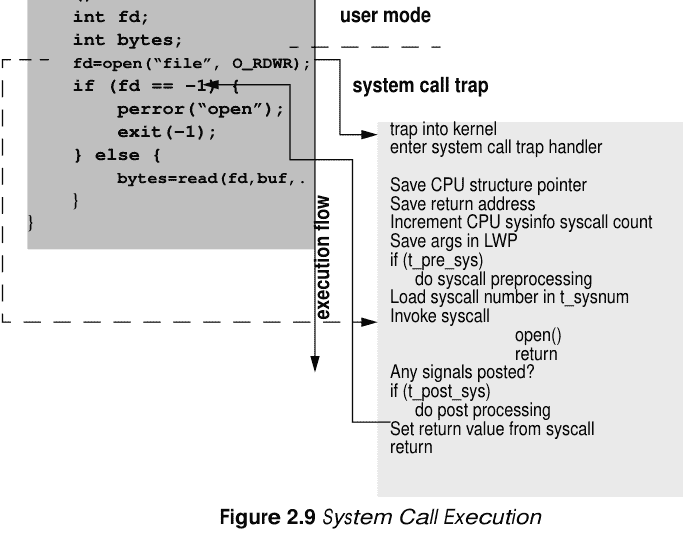 int fd;
int bytes;
fd=open(“file”, O_RDWR);
if (fd == −1) {
perror(“open”);
exit(−1);
} else {
bytes=read(fd,buf,.
}
}
user mode
system call trap
execution flow
trap into kernel
enter system call trap handler
Save CPU structure pointer
Save return address
Increment CPU sysinfo syscall count
Save args in LWP
if (t_pre_sys)
do syscall preprocessing
Load syscall number in t_sysnum
Invoke syscall
open()
return
Any signals posted?
if (t_post_sys)
do post processing
Set return value from syscall
return
Figure 2.9 System Call Execution